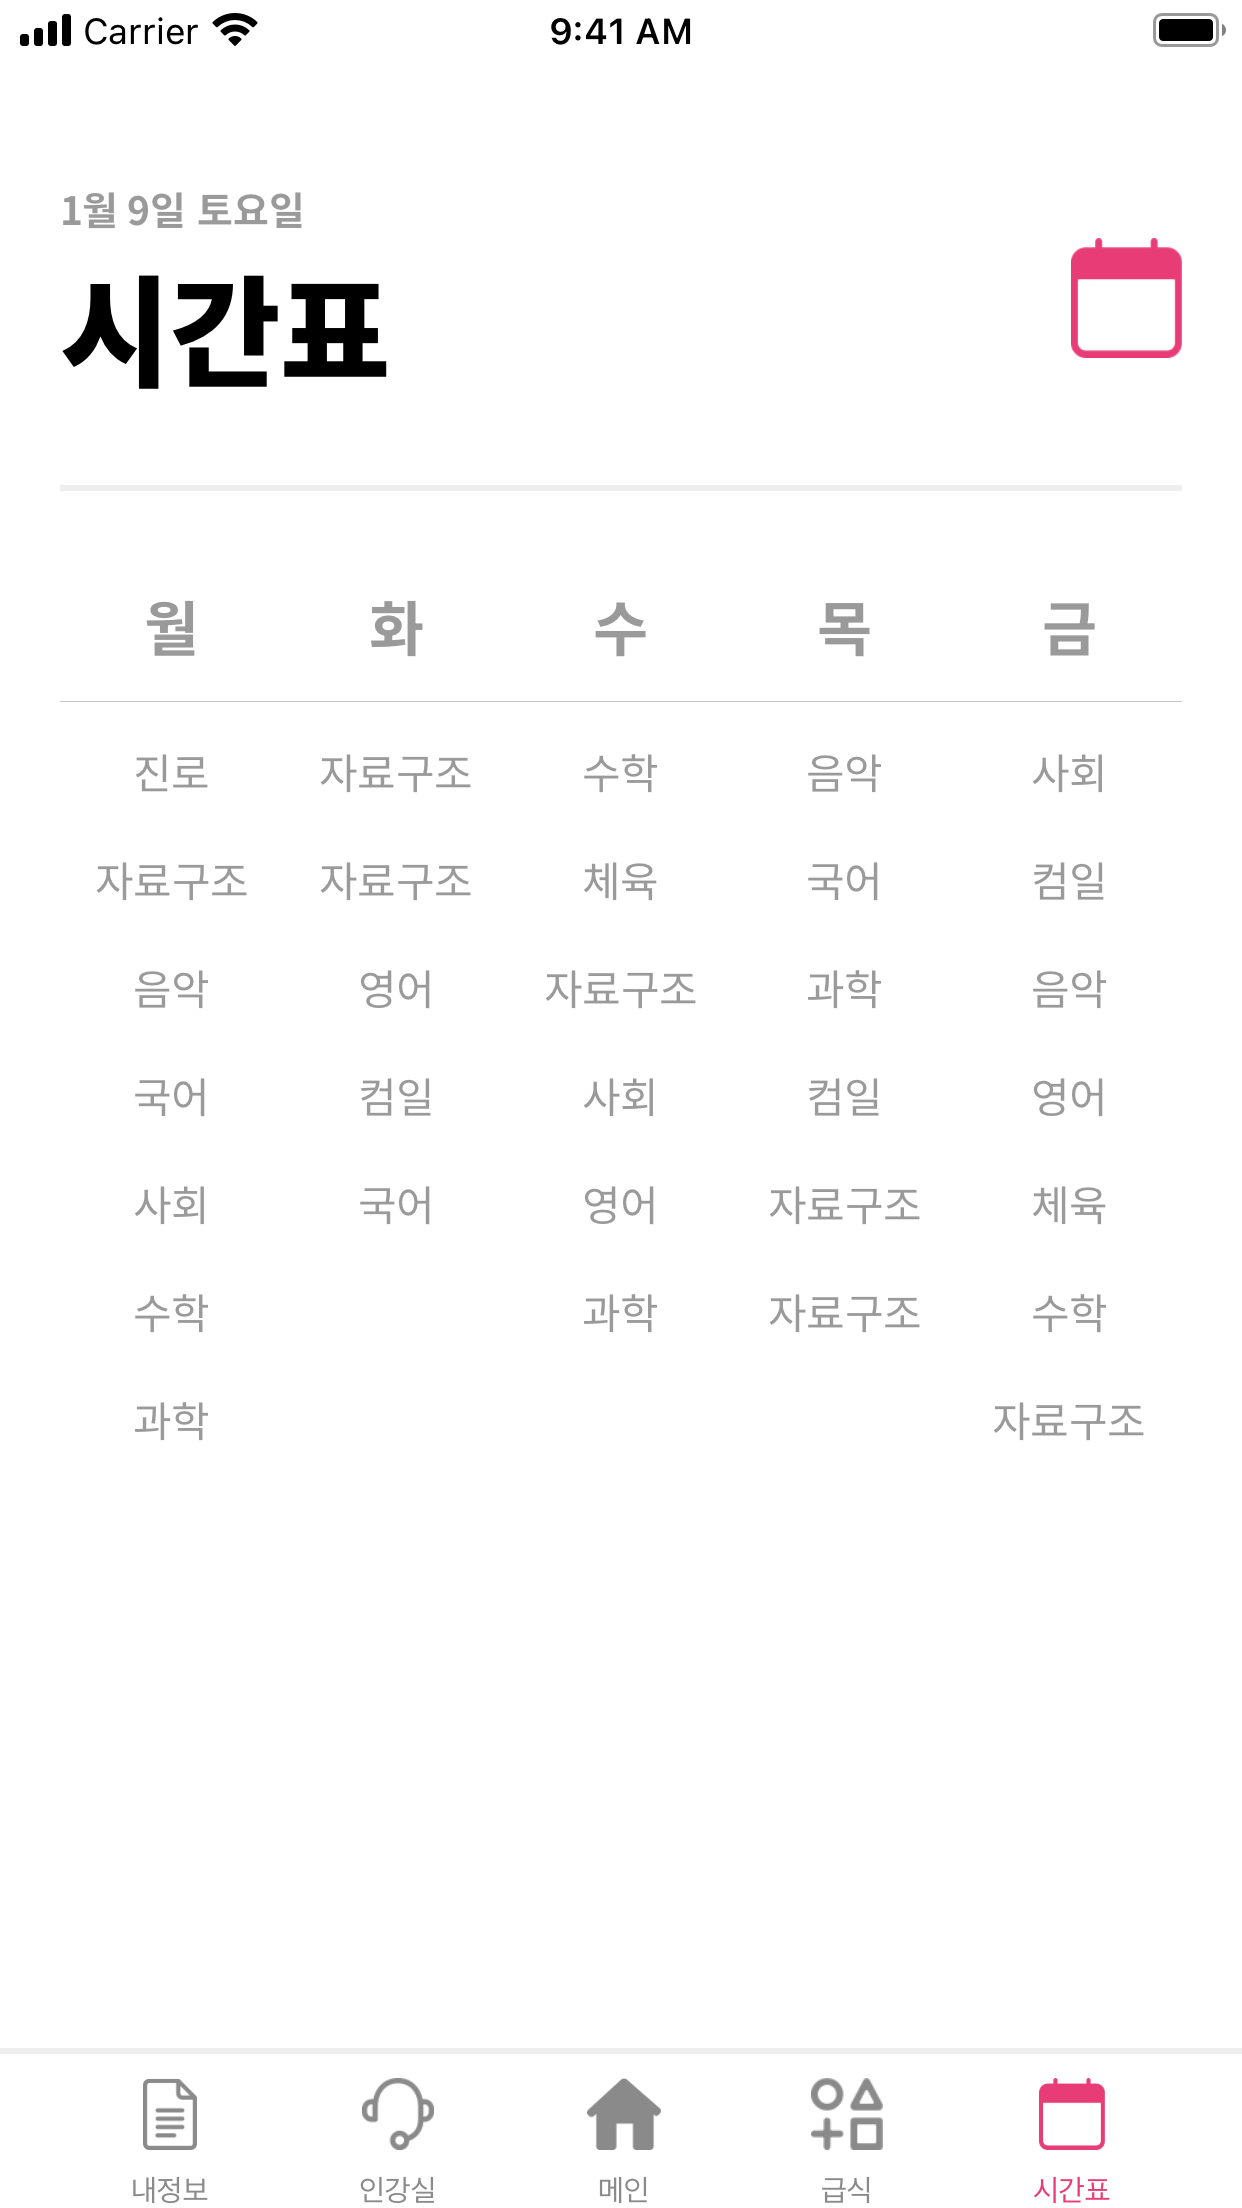 Carrier 9:41 AM
1월 9일 토요일
시간표
월 화 수 목 금
진로 자료구조 수학 음악 사회
자료구조 자료구조 체육 국어 컴일
음악 영어 자료구조 과학 음악
국어 컴일 사회 컴일 영어
사회 국어 영어 자료구조 체육
수학 과학 자료구조 수학
과학 자료구조
내정보 인강실 메인 급식 시간표